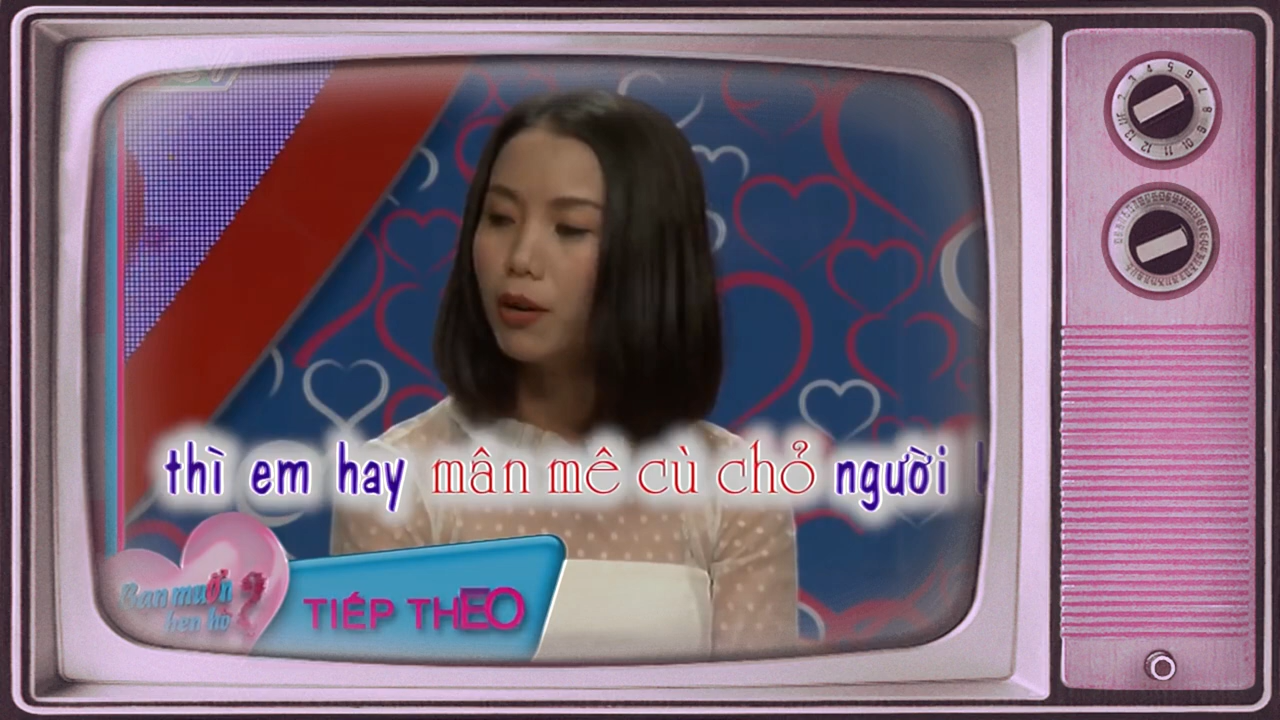 thì em hay mân mê cù chỏ người
Bạn muốn
hẹn hò
TIẾP THEO